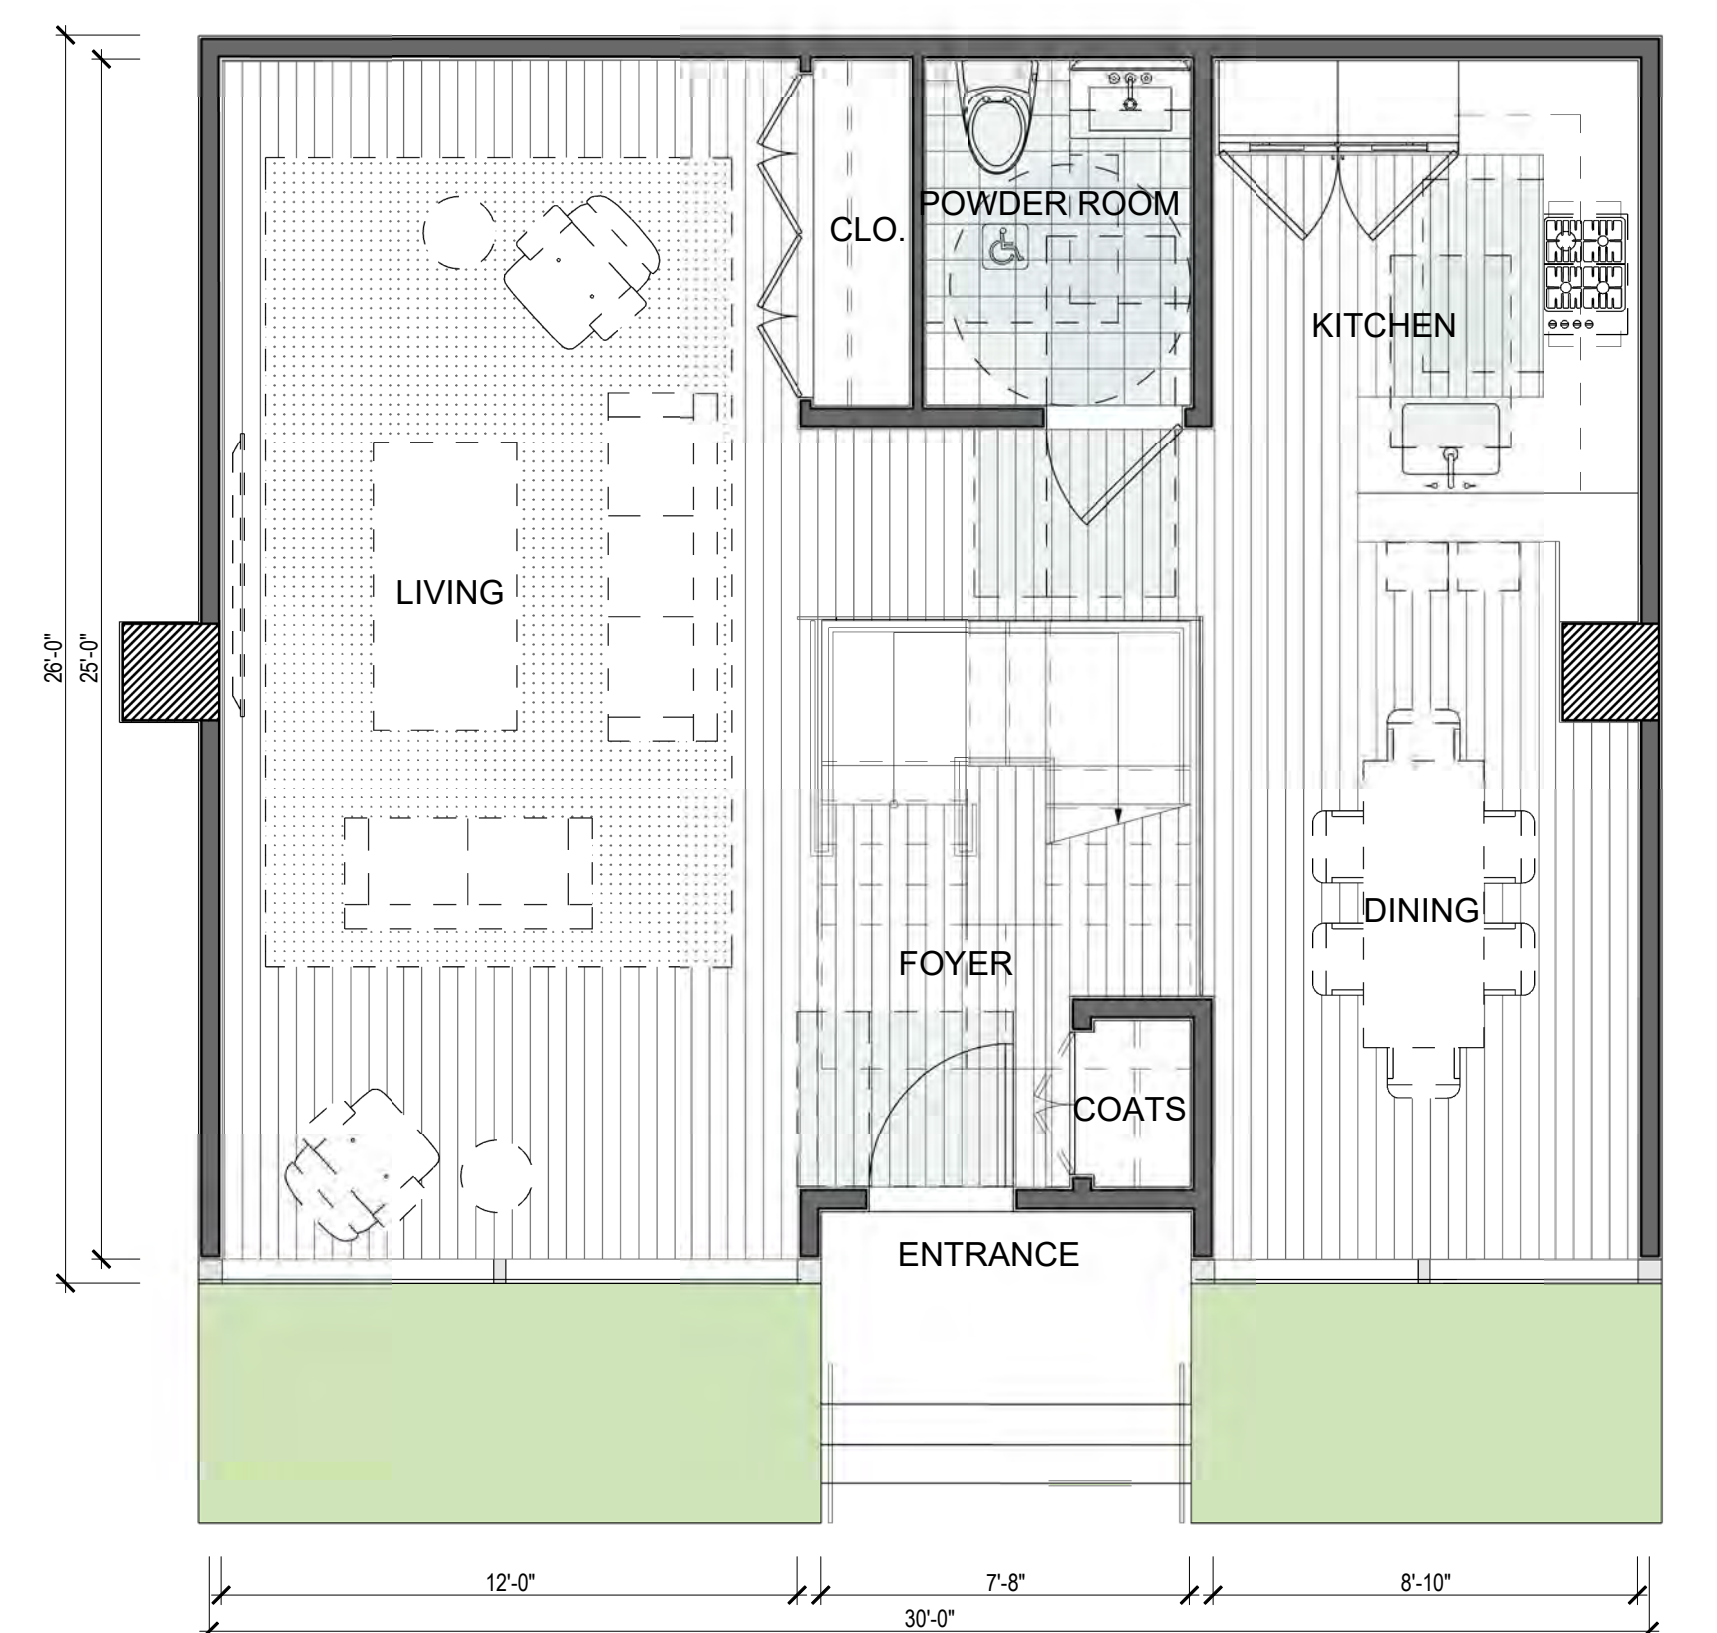 POWDER ROOM
CLO.
KITCHEN
LIVING
26'-0"
25'-0"
DINING
FOYER
COATS
ENTRANCE
12'-0"
7'-8"
8'-10"
30'-0"